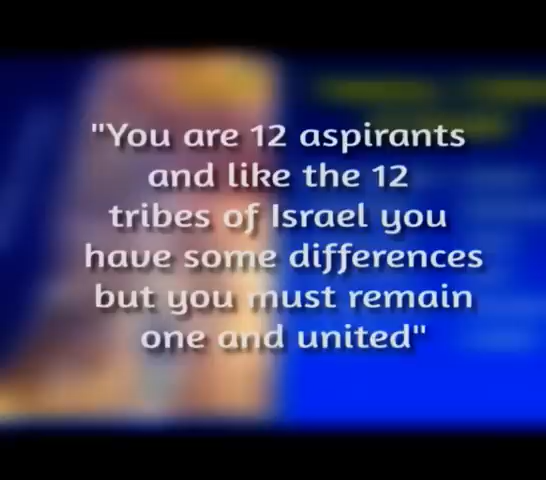 "You are 12 aspirants
and like the 12
tribes of Israel you
have some differences
but you must remain
one and united"